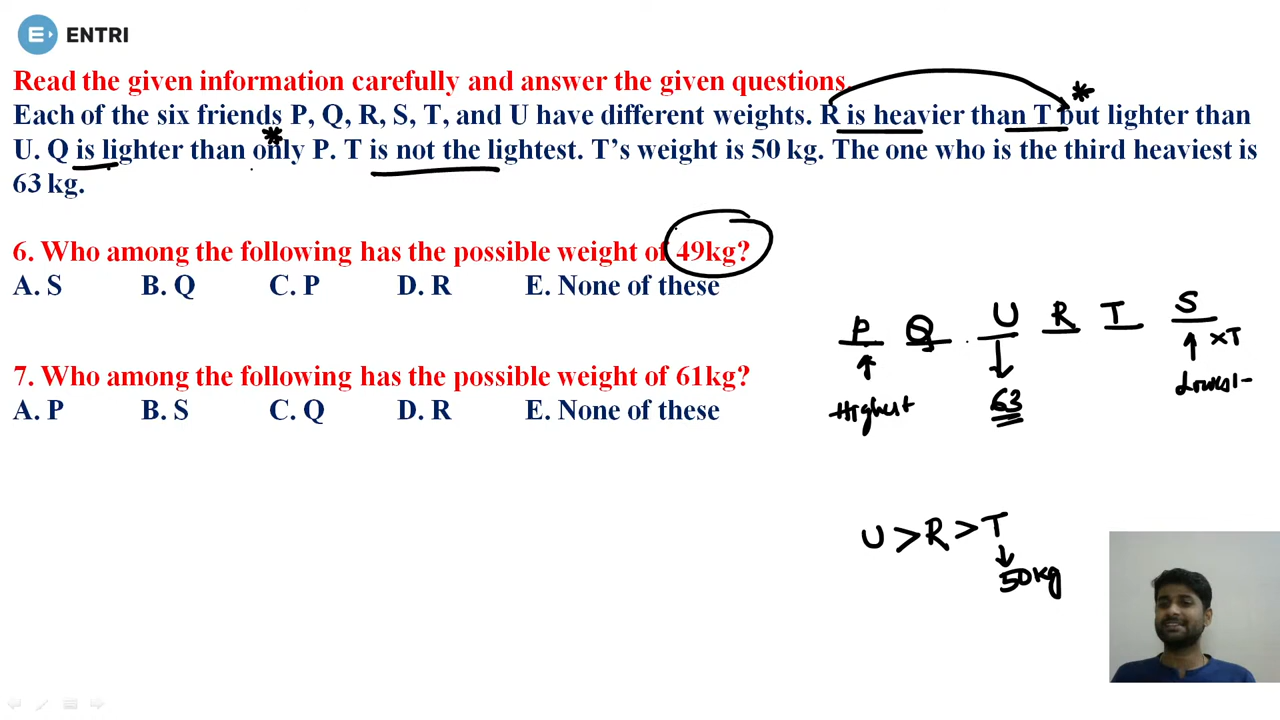 ENTRI
Read the given information carefully and answer the given questions.
Each of the six friends P, Q, R, S, T, and U have different weights. R is heavier than T but lighter than
U. Q is lighter than only P. T is not the lightest. T's weight is 50 kg. The one who is the third heaviest is
63 kg.
6. Who among the following has the possible weight of 49kg?
A. S B. Q C. P D. R E. None of these
7. Who among the following has the possible weight of 61kg?
A. P B. S C. Q D. R E. None of these
P Q U R T S
xT
Highest 63 Lowest
U > R > T
50kg